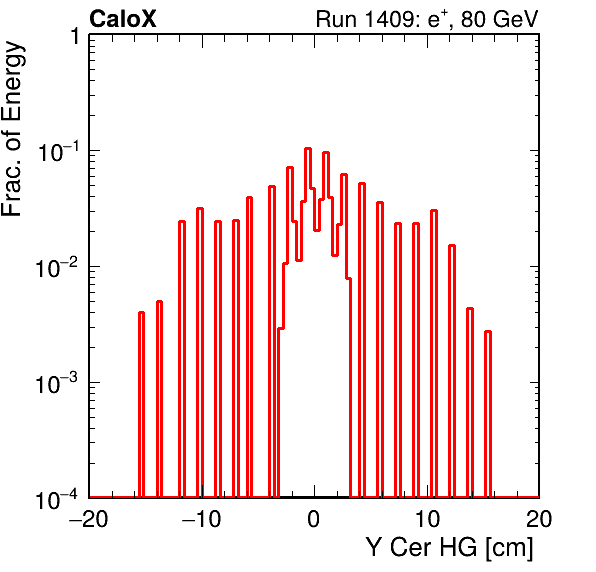 CaloX Run 1409: e⁺, 80 GeV
Frac. of Energy
1
10⁻¹
10⁻²
10⁻³
10⁻⁴
−20 −10 0 10 20
Y Cer HG [cm]